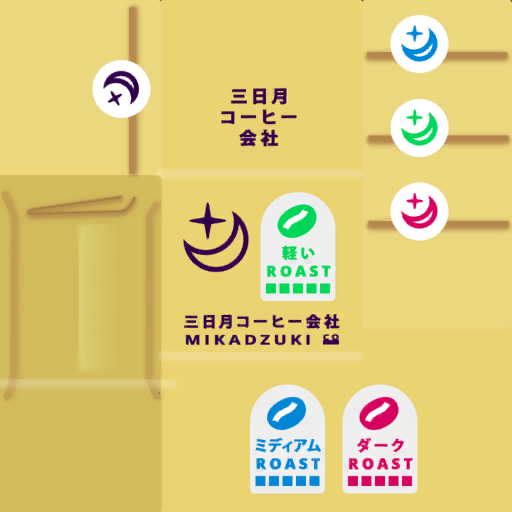 三日月
コーヒー
会社
軽い
ROAST
三日月コーヒー会社
MIKADZUKI CO
ミディアム
ROAST
ダーク
ROAST